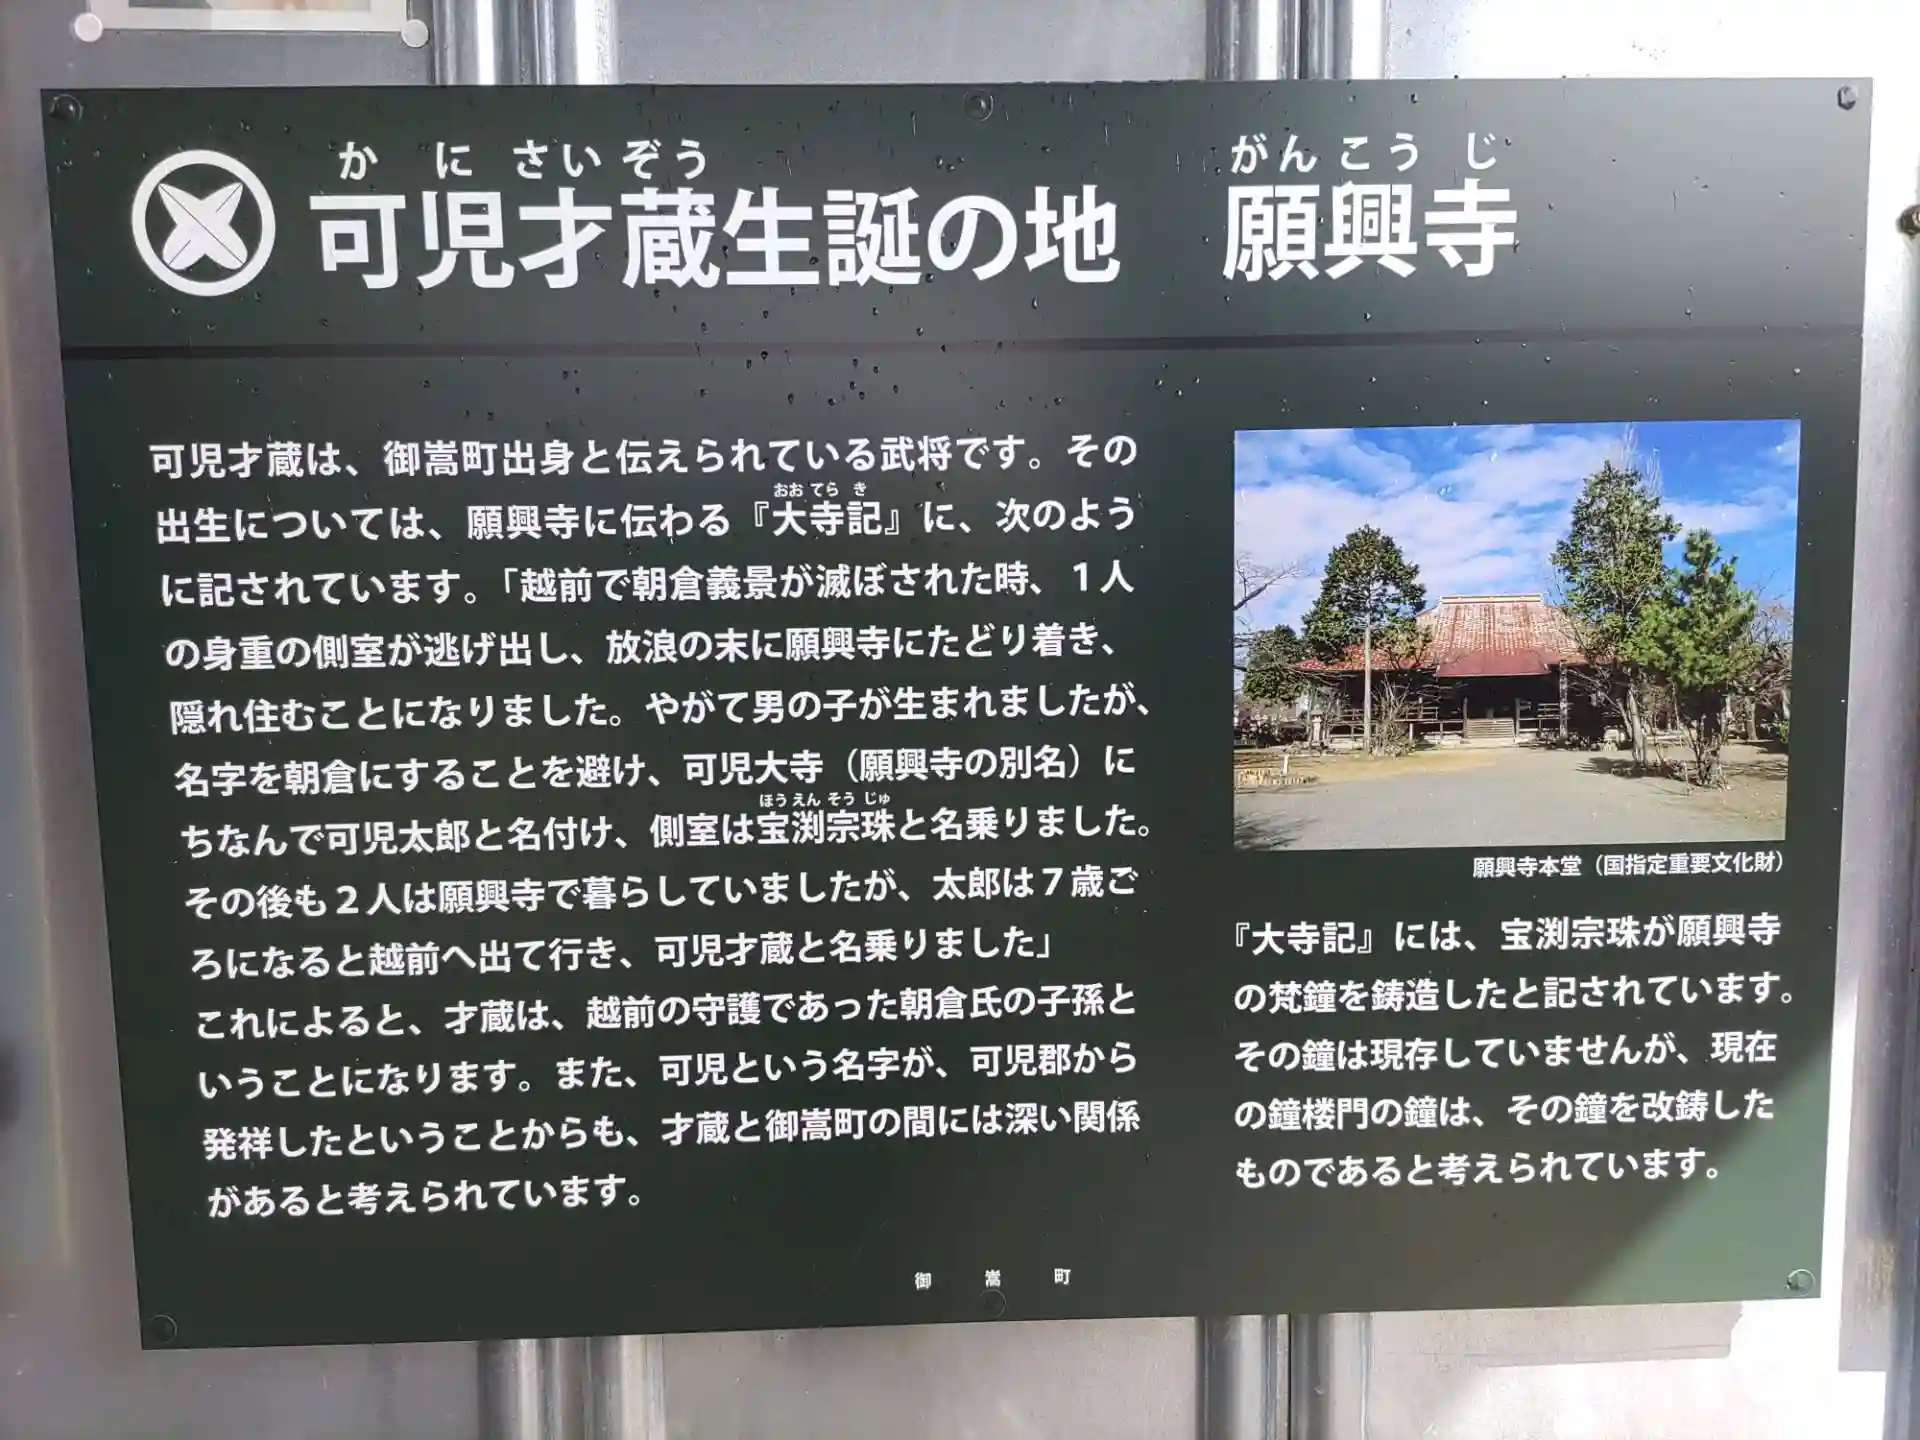 可児才蔵生誕の地　願興寺
か に さい ぞう　がん こう じ
可児才蔵は、御嵩町出身と伝えられている武将です。その
出生については、願興寺に伝わる『大寺記』に、次のよう
おお てら き
に記されています。「越前で朝倉義景が滅ぼされた時、１人
の身重の側室が逃げ出し、放浪の末に願興寺にたどり着き、
隠れ住むことになりました。やがて男の子が生まれましたが、
名字を朝倉にすることを避け、可児大寺（願興寺の別名）に
ちなんで可児太郎と名付け、側室は宝渕宗珠と名乗りました。
ほう えん そう じゅ
その後も２人は願興寺で暮らしていましたが、太郎は７歳ご
ろになると越前へ出て行き、可児才蔵と名乗りました」
これによると、才蔵は、越前の守護であった朝倉氏の子孫と
いうことになります。また、可児という名字が、可児郡から
発祥したということからも、才蔵と御嵩町の間には深い関係
があると考えられています。
願興寺本堂（国指定重要文化財）
『大寺記』には、宝渕宗珠が願興寺
の梵鐘を鋳造したと記されています。
その鐘は現存していませんが、現在
の鐘楼門の鐘は、その鐘を改鋳した
ものであると考えられています。
御　嵩　町